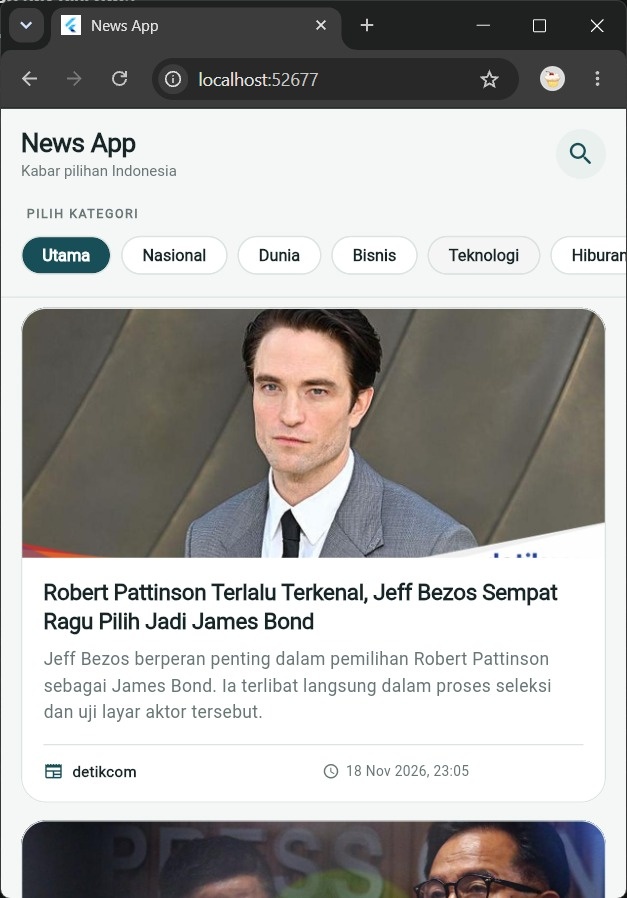 News App
localhost:52677
News App
Kabar pilihan Indonesia
PILIH KATEGORI
Utama
Nasional
Dunia
Bisnis
Teknologi
Hiburan
Robert Pattinson Terlalu Terkenal, Jeff Bezos Sempat
Ragu Pilih Jadi James Bond
Jeff Bezos berperan penting dalam pemilihan Robert Pattinson
sebagai James Bond. Ia terlibat langsung dalam proses seleksi
dan uji layar aktor tersebut.
detikcom
18 Nov 2026, 23:05
PRESS